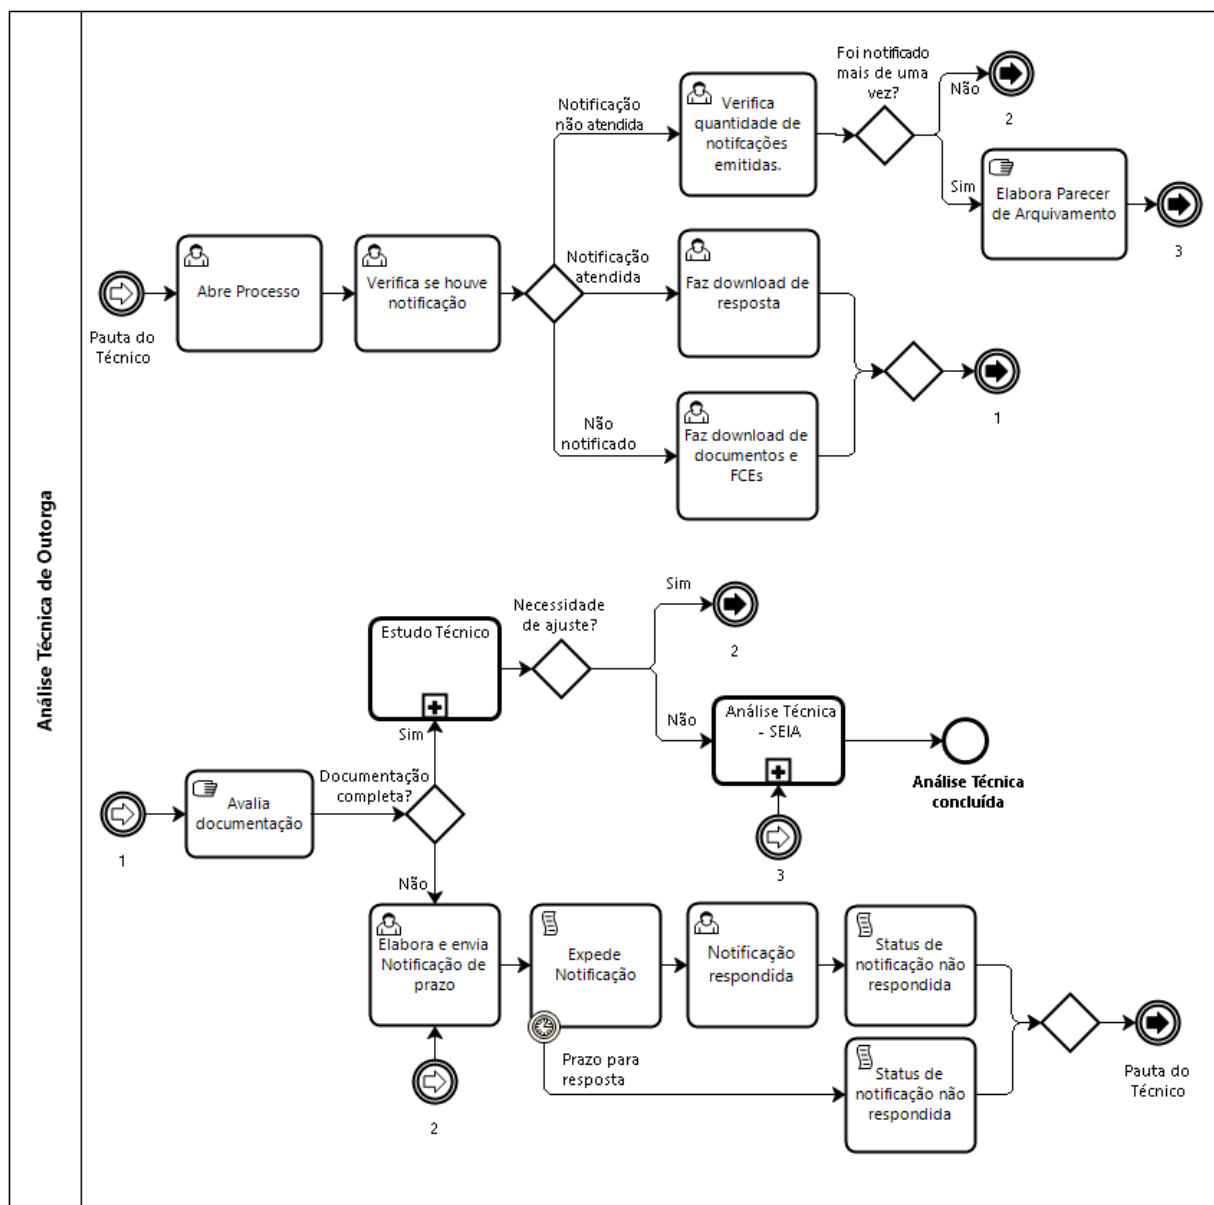 Análise Técnica de Outorga
Pauta do
Técnico
Abre Processo
Verifica se houve
notificação
Notificação
não atendida
Notificação
atendida
Não
notificado
Verifica
quantidade de
notifcações
emitidas.
Foi notificado
mais de uma
vez?
Não
2
Sim
Elabora Parecer
de Arquivamento
3
Faz download de
resposta
Faz download de
documentos e
FCEs
1
1
Avalia
documentação
Documentação
completa?
Sim
Estudo Técnico
Necessidade
de ajuste?
Sim
2
Não
Análise Técnica
- SEIA
3
Análise Técnica
concluída
Não
Elabora e envia
Notificação de
prazo
2
Expede
Notificação
Prazo para
resposta
Notificação
respondida
Status de
notificação não
respondida
Status de
notificação não
respondida
Pauta do
Técnico